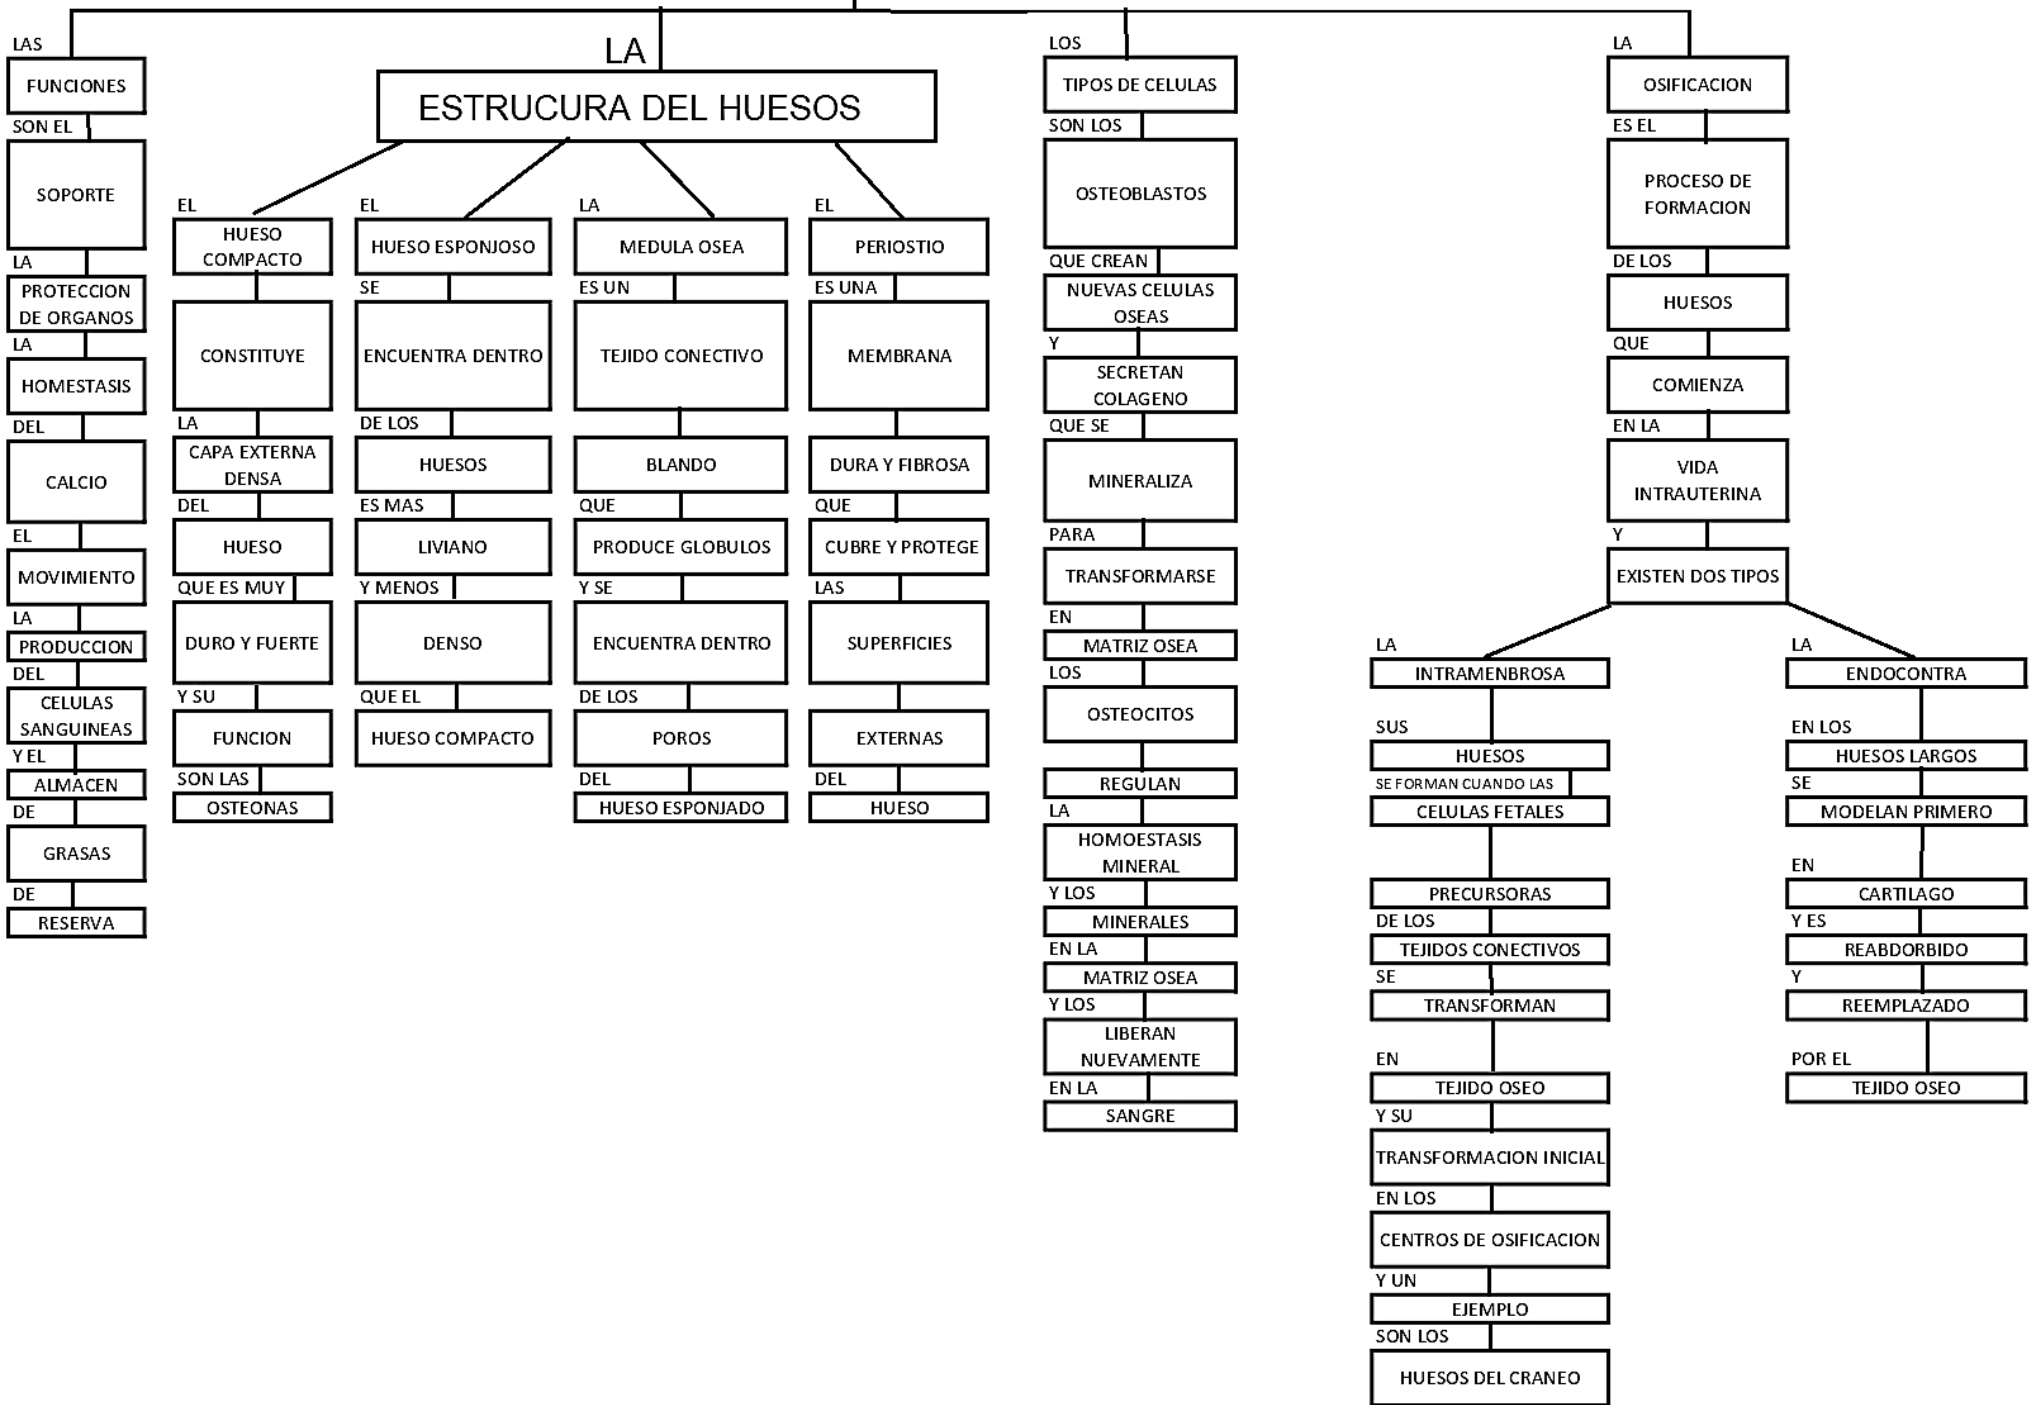 LAS
FUNCIONES
SON EL
SOPORTE
LA
PROTECCION
DE ORGANOS
LA
HOMESTASIS
DEL
CALCIO
EL
MOVIMIENTO
LA
PRODUCCION
DEL
CELULAS
SANGUINEAS
Y EL
ALMACEN
DE
GRASAS
DE
RESERVA
LA
ESTRUCURA DEL HUESOS
EL
HUESO
COMPACTO
CONSTITUYE
LA
CAPA EXTERNA
DENSA
DEL
HUESO
QUE ES MUY
DURO Y FUERTE
Y SU
FUNCION
SON LAS
OSTEONAS
EL
HUESO ESPONJOSO
SE
ENCUENTRA DENTRO
DE LOS
HUESOS
ES MAS
LIVIANO
Y MENOS
DENSO
QUE EL
HUESO COMPACTO
LA
MEDULA OSEA
ES UN
TEJIDO CONECTIVO
BLANDO
QUE
PRODUCE GLOBULOS
Y SE
ENCUENTRA DENTRO
DE LOS
POROS
DEL
HUESO ESPONJADO
EL
PERIOSTIO
ES UNA
MEMBRANA
DURA Y FIBROSA
QUE
CUBRE Y PROTEGE
LAS
SUPERFICIES
EXTERNAS
DEL
HUESO
LOS
TIPOS DE CELULAS
SON LOS
OSTEOBLASTOS
QUE CREAN
NUEVAS CELULAS
OSEAS
Y
SECRETAN
COLAGENO
QUE SE
MINERALIZA
PARA
TRANSFORMARSE
EN
MATRIZ OSEA
LOS
OSTEOCITOS
REGULAN
LA
HOMOESTASIS
MINERAL
Y LOS
MINERALES
EN LA
MATRIZ OSEA
Y LOS
LIBERAN
NUEVAMENTE
EN LA
SANGRE
LA
OSIFICACION
ES EL
PROCESO DE
FORMACION
DE LOS
HUESOS
QUE
COMIENZA
EN LA
VIDA
INTRAUTERINA
Y
EXISTEN DOS TIPOS
LA
INTRAMENBROSA
SUS
HUESOS
SE FORMAN CUANDO LAS
CELULAS FETALES
PRECURSORAS
DE LOS
TEJIDOS CONECTIVOS
SE
TRANSFORMAN
EN
TEJIDO OSEO
Y SU
TRANSFORMACION INICIAL
EN LOS
CENTROS DE OSIFICACION
Y UN
EJEMPLO
SON LOS
HUESOS DEL CRANEO
LA
ENDOCONTRA
EN LOS
HUESOS LARGOS
SE
MODELAN PRIMERO
EN
CARTILAGO
Y ES
REABDORBIDO
Y
REEMPLAZADO
POR EL
TEJIDO OSEO